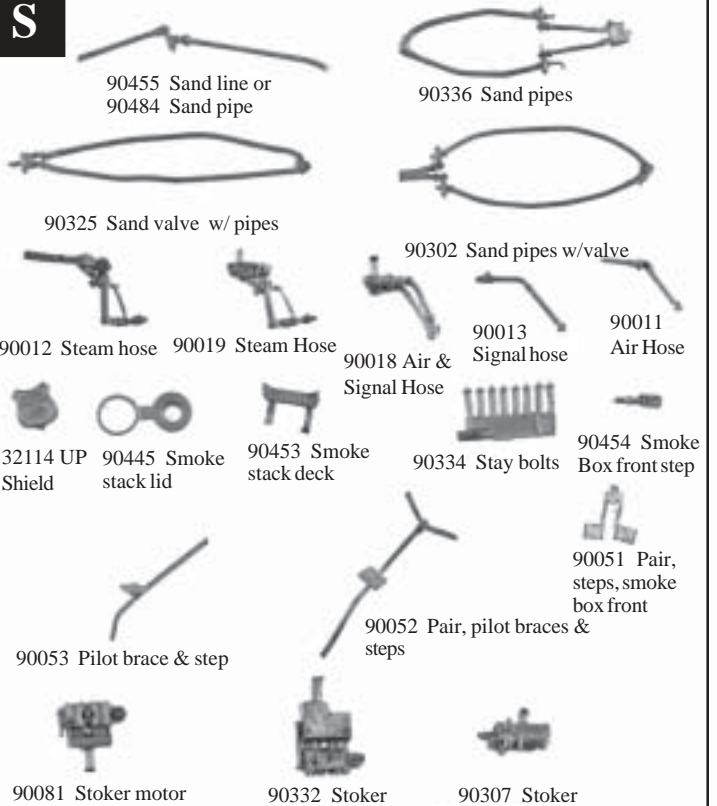 S
90455 Sand line or
90484 Sand pipe
90336 Sand pipes
90325 Sand valve w/ pipes
90302 Sand pipes w/valve
90012 Steam hose
90019 Steam Hose
90018 Air &
Signal Hose
90013
Signal hose
90011
Air Hose
32114 UP
Shield
90445 Smoke
stack lid
90453 Smoke
stack deck
90334 Stay bolts
90454 Smoke
Box front step
90051 Pair,
steps, smoke
box front
90053 Pilot brace & step
90052 Pair, pilot braces &
steps
90081 Stoker motor
90332 Stoker
90307 Stoker